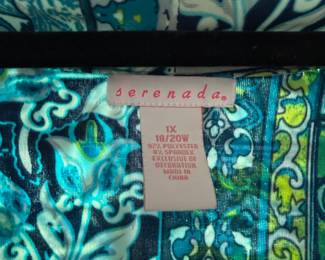 serenada®
1X
18/20W
92% POLYESTER
8% SPANDEX
EXCLUSIVE OF
DECORATION
MADE IN
CHINA